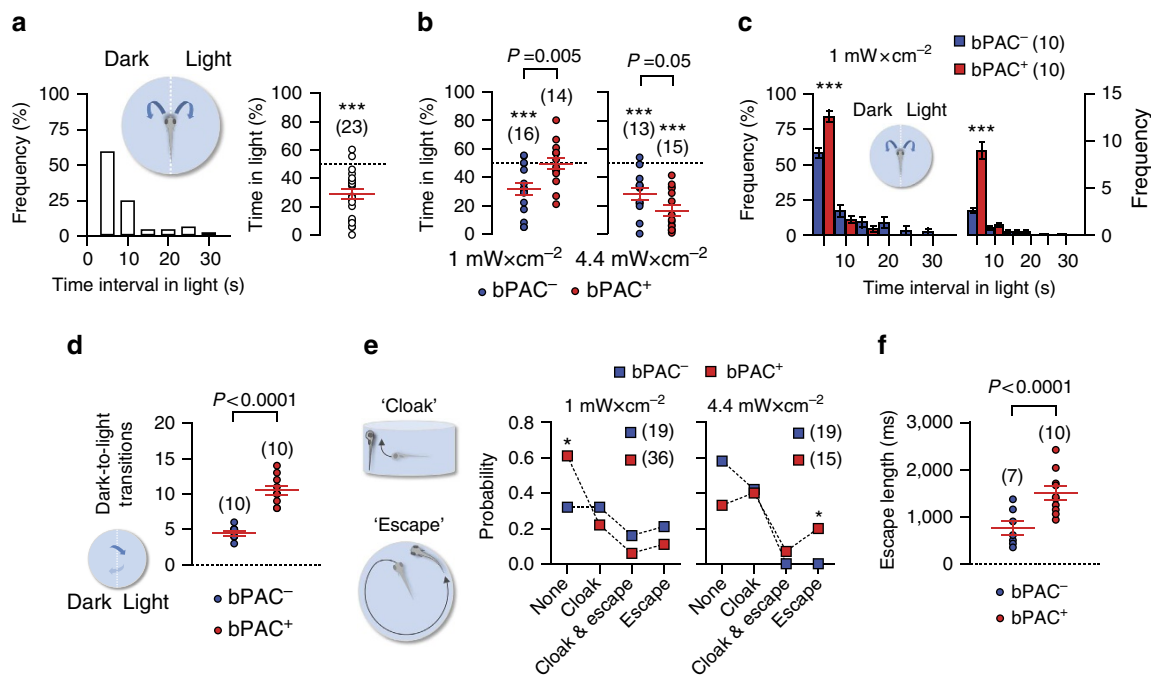 a
Dark Light
Frequency (%)
100
75
50
25
0
0 10 20 30
Time interval in light (s)
Time in light (%)
100
80
60
40
20
0
***
(23)
b
P=0.005
P=0.05
Time in light (%)
100
80
60
40
20
0
***
(16)
(14)
***
(13)
***
(15)
1 mW×cm−2 4.4 mW×cm−2
bPAC− bPAC+
c
1 mW×cm−2
bPAC− (10)
bPAC+ (10)
Frequency (%)
100
75
50
25
0
***
Dark Light
***
15
10
5
0
Frequency
10 20 30 10 20 30
Time interval in light (s)
d
P<0.0001
Dark-to-light
transitions
20
15
10
5
0
(10)
(10)
Dark Light
bPAC−
bPAC+
e
'Cloak'
'Escape'
bPAC− bPAC+
1 mW×cm−2 4.4 mW×cm−2
Probability
0.8
0.6
0.4
0.2
0.0
*
(19)
(36)
(19)
(15)
*
None
Cloak
Cloak & escape
Escape
None
Cloak
Cloak & escape
Escape
f
P<0.0001
Escape length (ms)
3,000
2,000
1,000
0
(7)
(10)
bPAC−
bPAC+